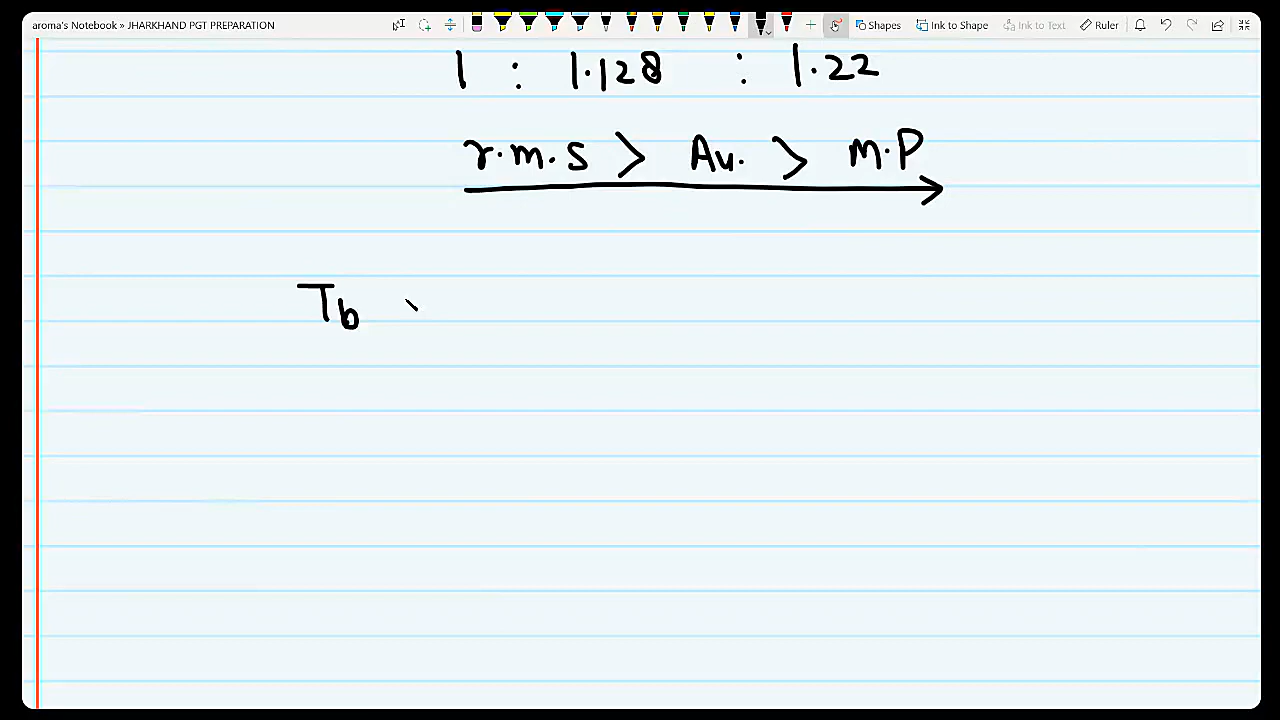 aroma's Notebook » JHARKHAND PGT PREPARATION
Shapes
Ink to Shape
Ink to Text
Ruler
1 : 1.128 : 1.22
r.m.s > Av. > m.P
Tb